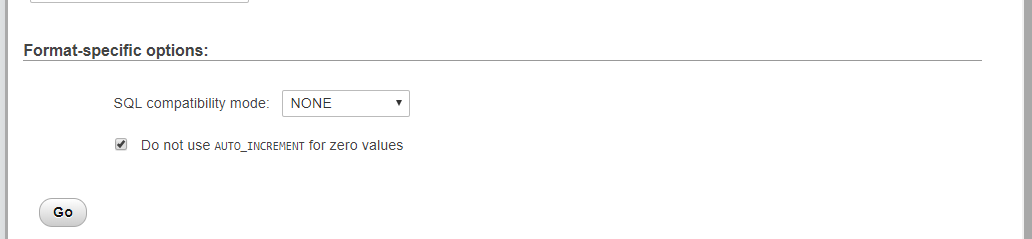 Format-specific options:
SQL compatibility mode: NONE
Do not use AUTO_INCREMENT for zero values
Go